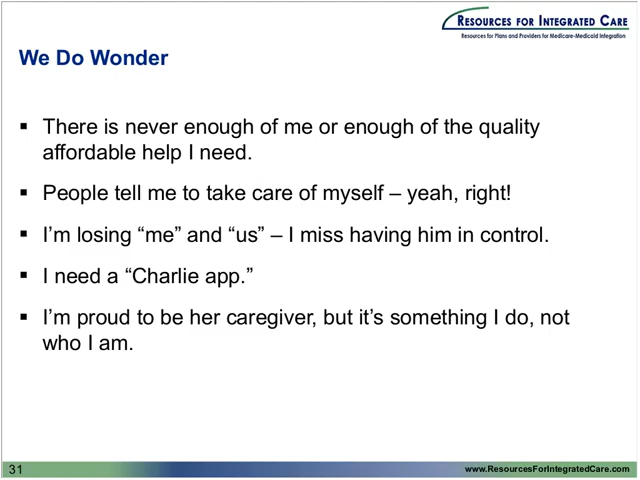 RESOURCES FOR INTEGRATED CARE
Resources for Plans and Providers for Medicare-Medicaid Integration
We Do Wonder
▪ There is never enough of me or enough of the quality
affordable help I need.
▪ People tell me to take care of myself – yeah, right!
▪ I’m losing “me” and “us” – I miss having him in control.
▪ I need a “Charlie app.”
▪ I’m proud to be her caregiver, but it’s something I do, not
who I am.
31
www.ResourcesForIntegratedCare.com